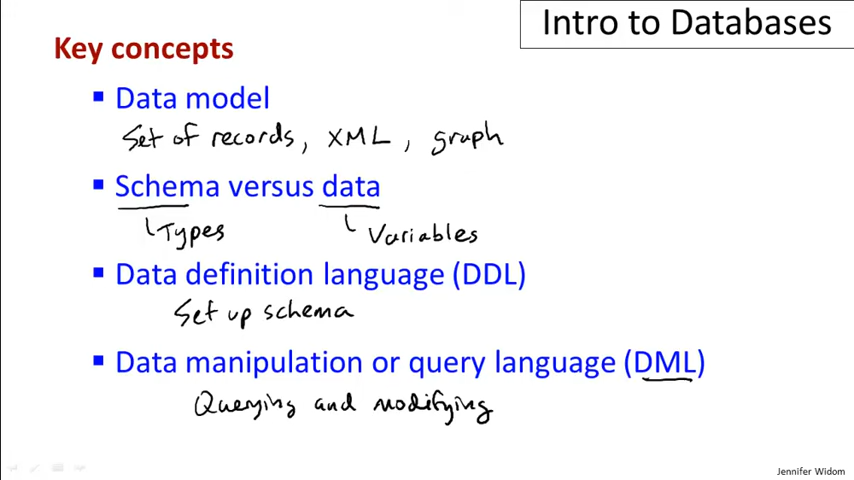 Intro to Databases
Key concepts
▪ Data model
Set of records, XML, graph
▪ Schema versus data
Types Variables
▪ Data definition language (DDL)
Set up schema
▪ Data manipulation or query language (DML)
Querying and modifying
Jennifer Widom